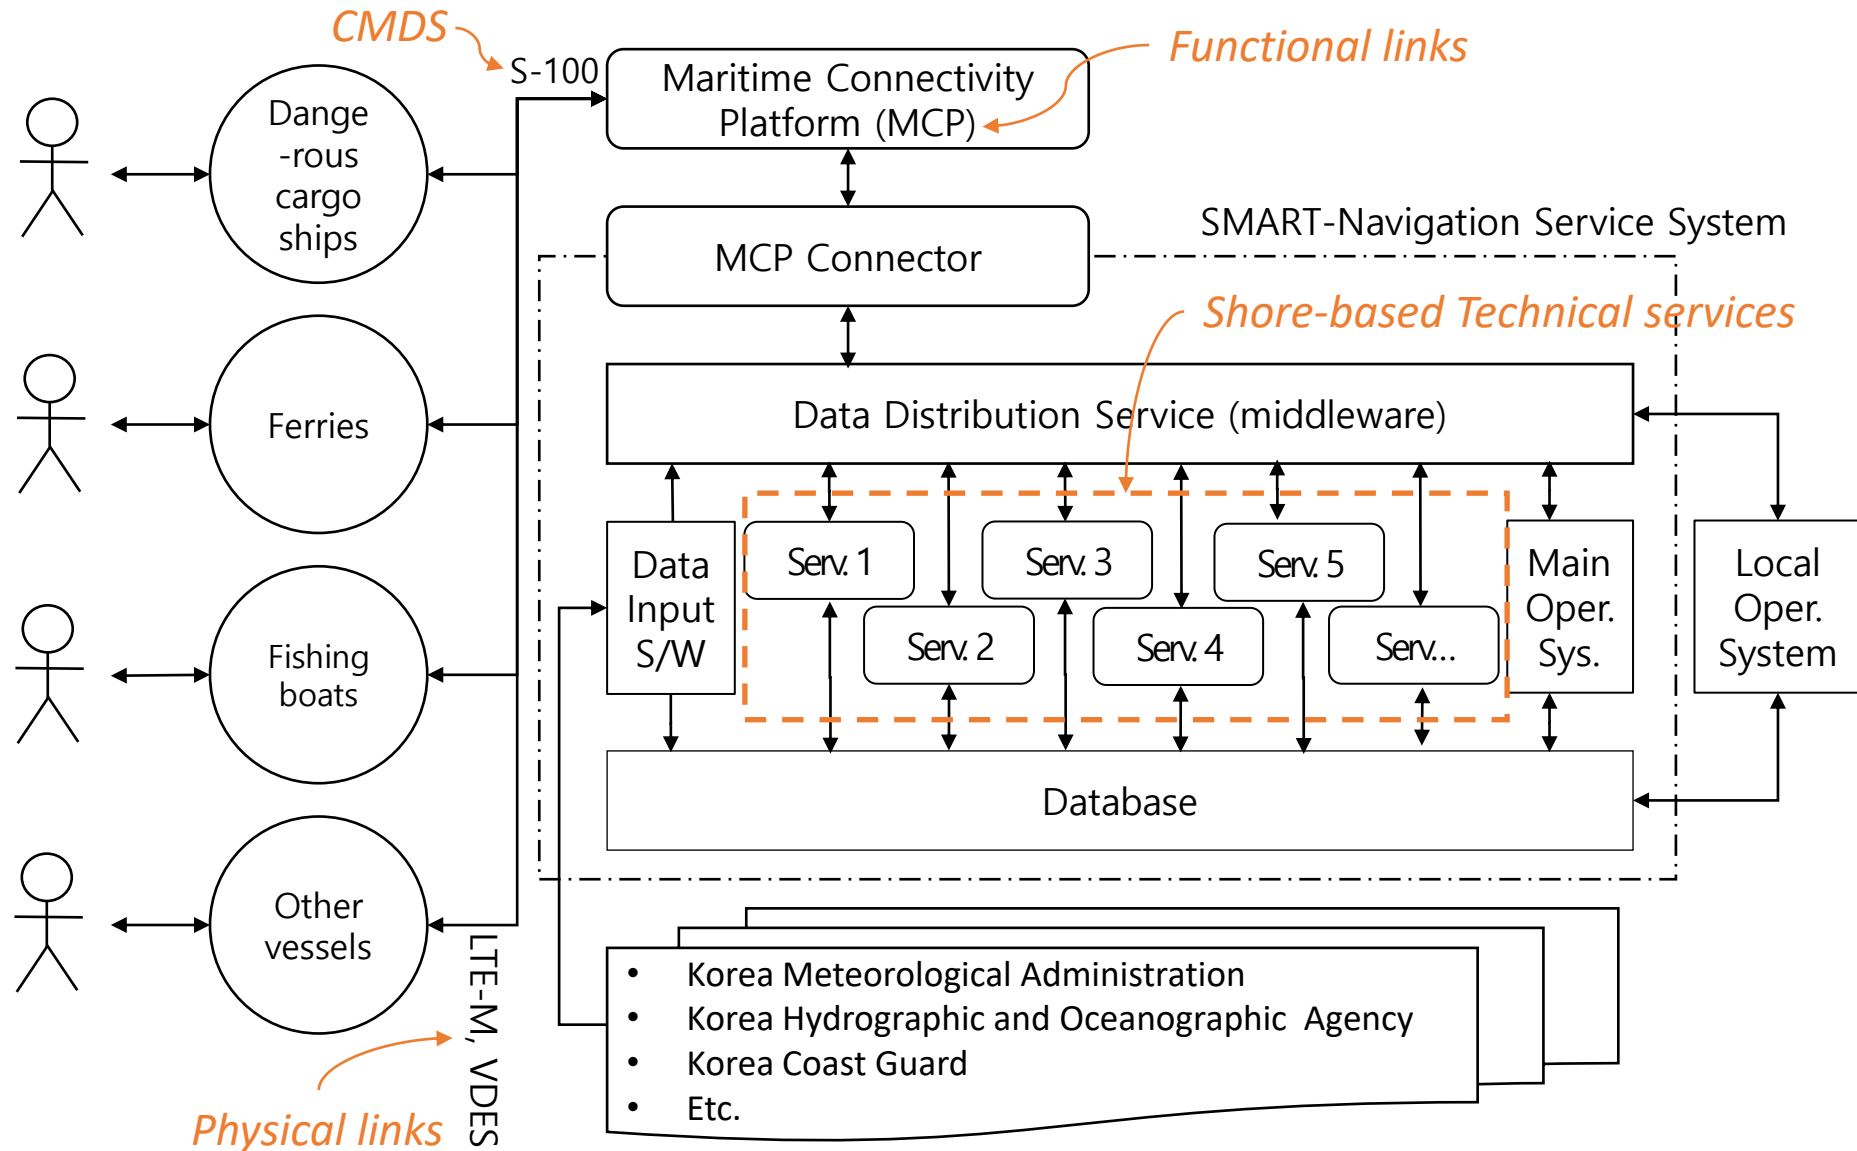 CMDS
S-100
Functional links
Maritime Connectivity
Platform (MCP)
Dange
-rous
cargo
ships
MCP Connector
SMART-Navigation Service System
Shore-based Technical services
Ferries
Data Distribution Service (middleware)
Data
Input
S/W
Serv. 1
Serv. 2
Serv. 3
Serv. 4
Serv. 5
Serv...
Main
Oper.
Sys.
Local
Oper.
System
Fishing
boats
Database
Other
vessels
LTE-M, VDES
Physical links
• Korea Meteorological Administration
• Korea Hydrographic and Oceanographic Agency
• Korea Coast Guard
• Etc.